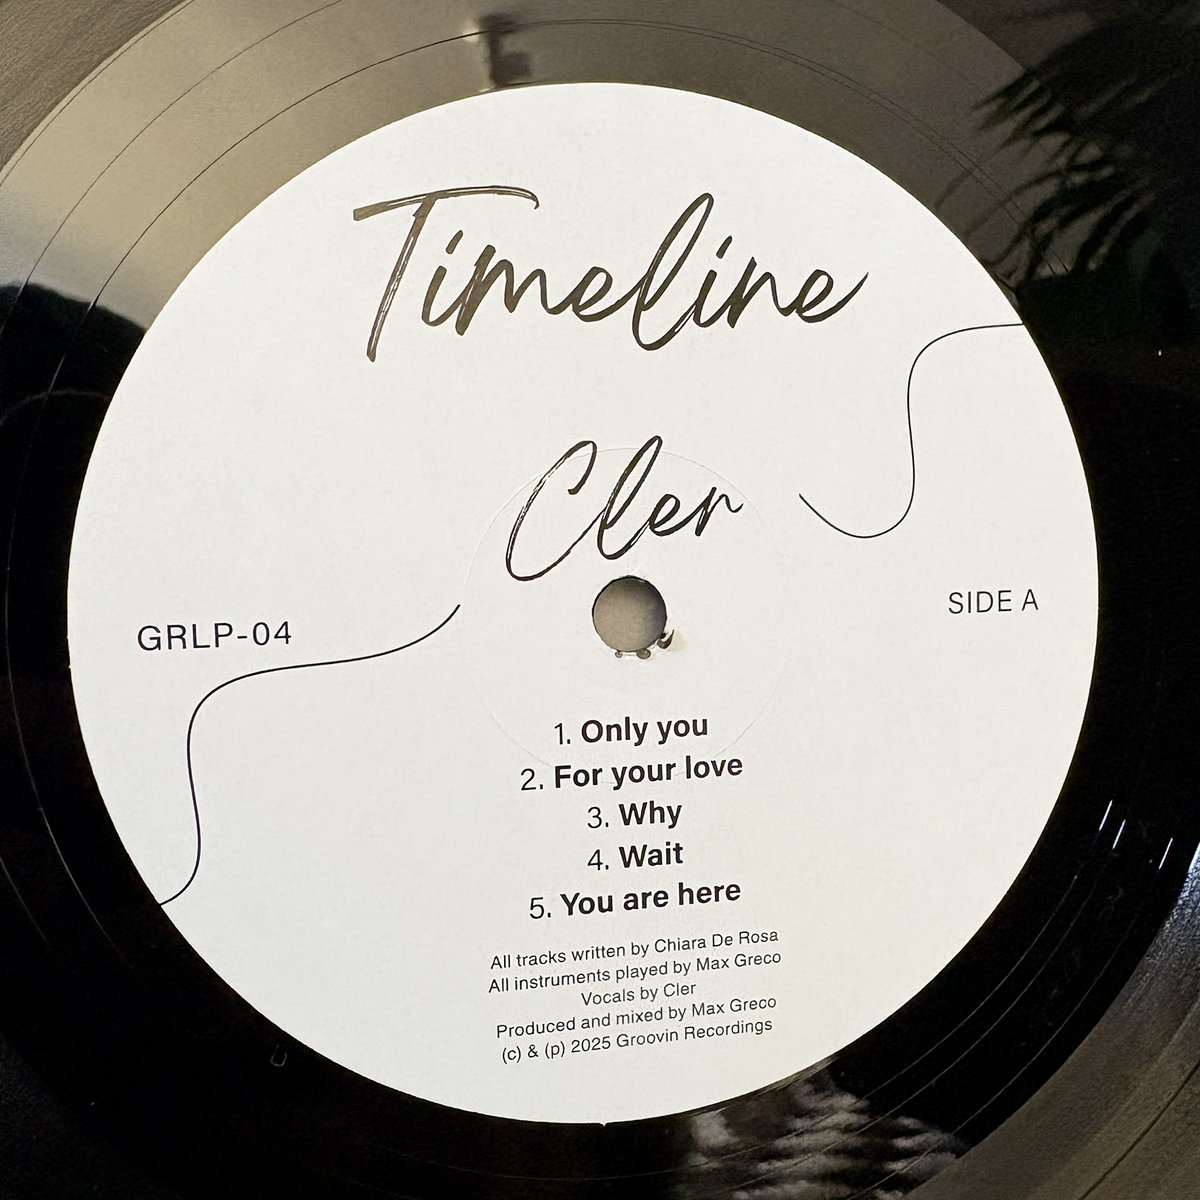 Timeline
Cler
GRLP-04
SIDE A
1. Only you
2. For your love
3. Why
4. Wait
5. You are here
All tracks written by Chiara De Rosa
All instruments played by Max Greco
Vocals by Cler
Produced and mixed by Max Greco
(c) & (p) 2025 Groovin Recordings